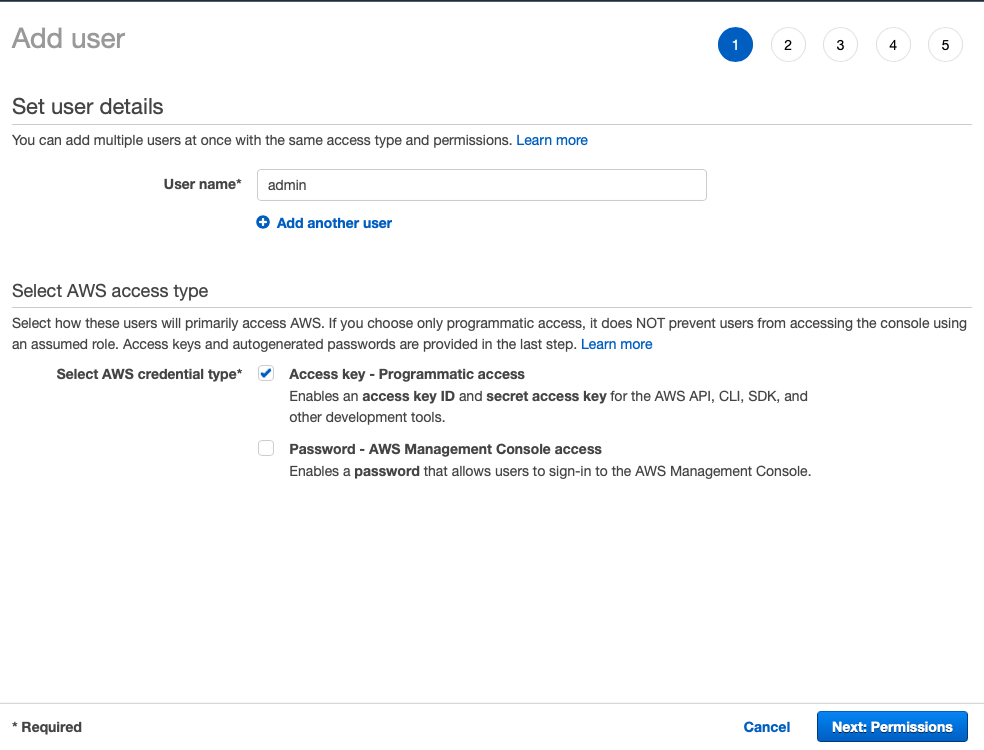 Add user
1 2 3 4 5
Set user details
You can add multiple users at once with the same access type and permissions. Learn more
User name* admin
Add another user
Select AWS access type
Select how these users will primarily access AWS. If you choose only programmatic access, it does NOT prevent users from accessing the console using
an assumed role. Access keys and autogenerated passwords are provided in the last step. Learn more
Select AWS credential type* Access key - Programmatic access
Enables an access key ID and secret access key for the AWS API, CLI, SDK, and
other development tools.
Password - AWS Management Console access
Enables a password that allows users to sign-in to the AWS Management Console.
* Required Cancel Next: Permissions